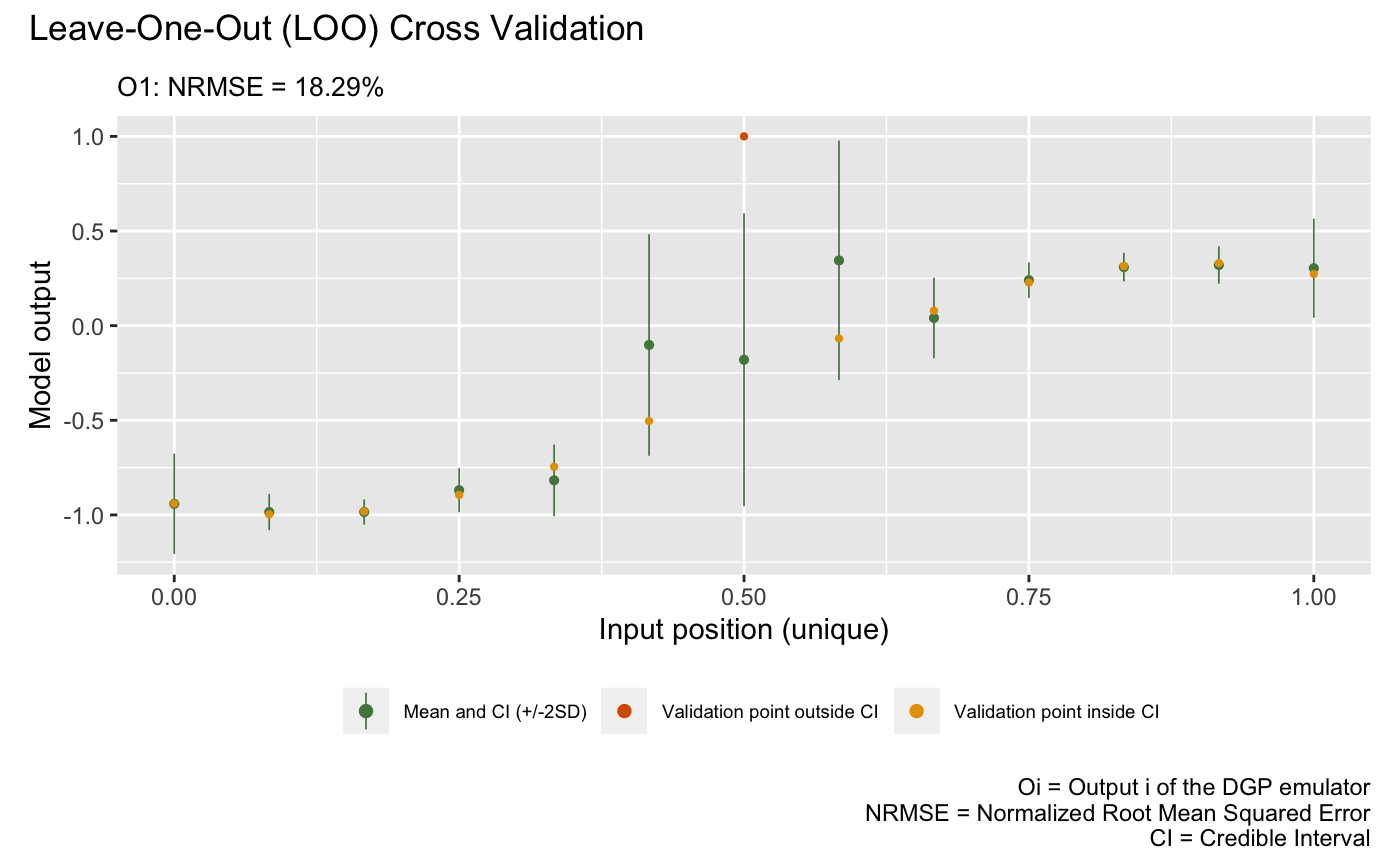 Leave-One-Out (LOO) Cross Validation
O1: NRMSE = 18.29%
Model output
1.0
0.5
0.0
-0.5
-1.0
0.00 0.25 0.50 0.75 1.00
Input position (unique)
Mean and CI (+/-2SD) Validation point outside CI Validation point inside CI
Oi = Output i of the DGP emulator
NRMSE = Normalized Root Mean Squared Error
CI = Credible Interval